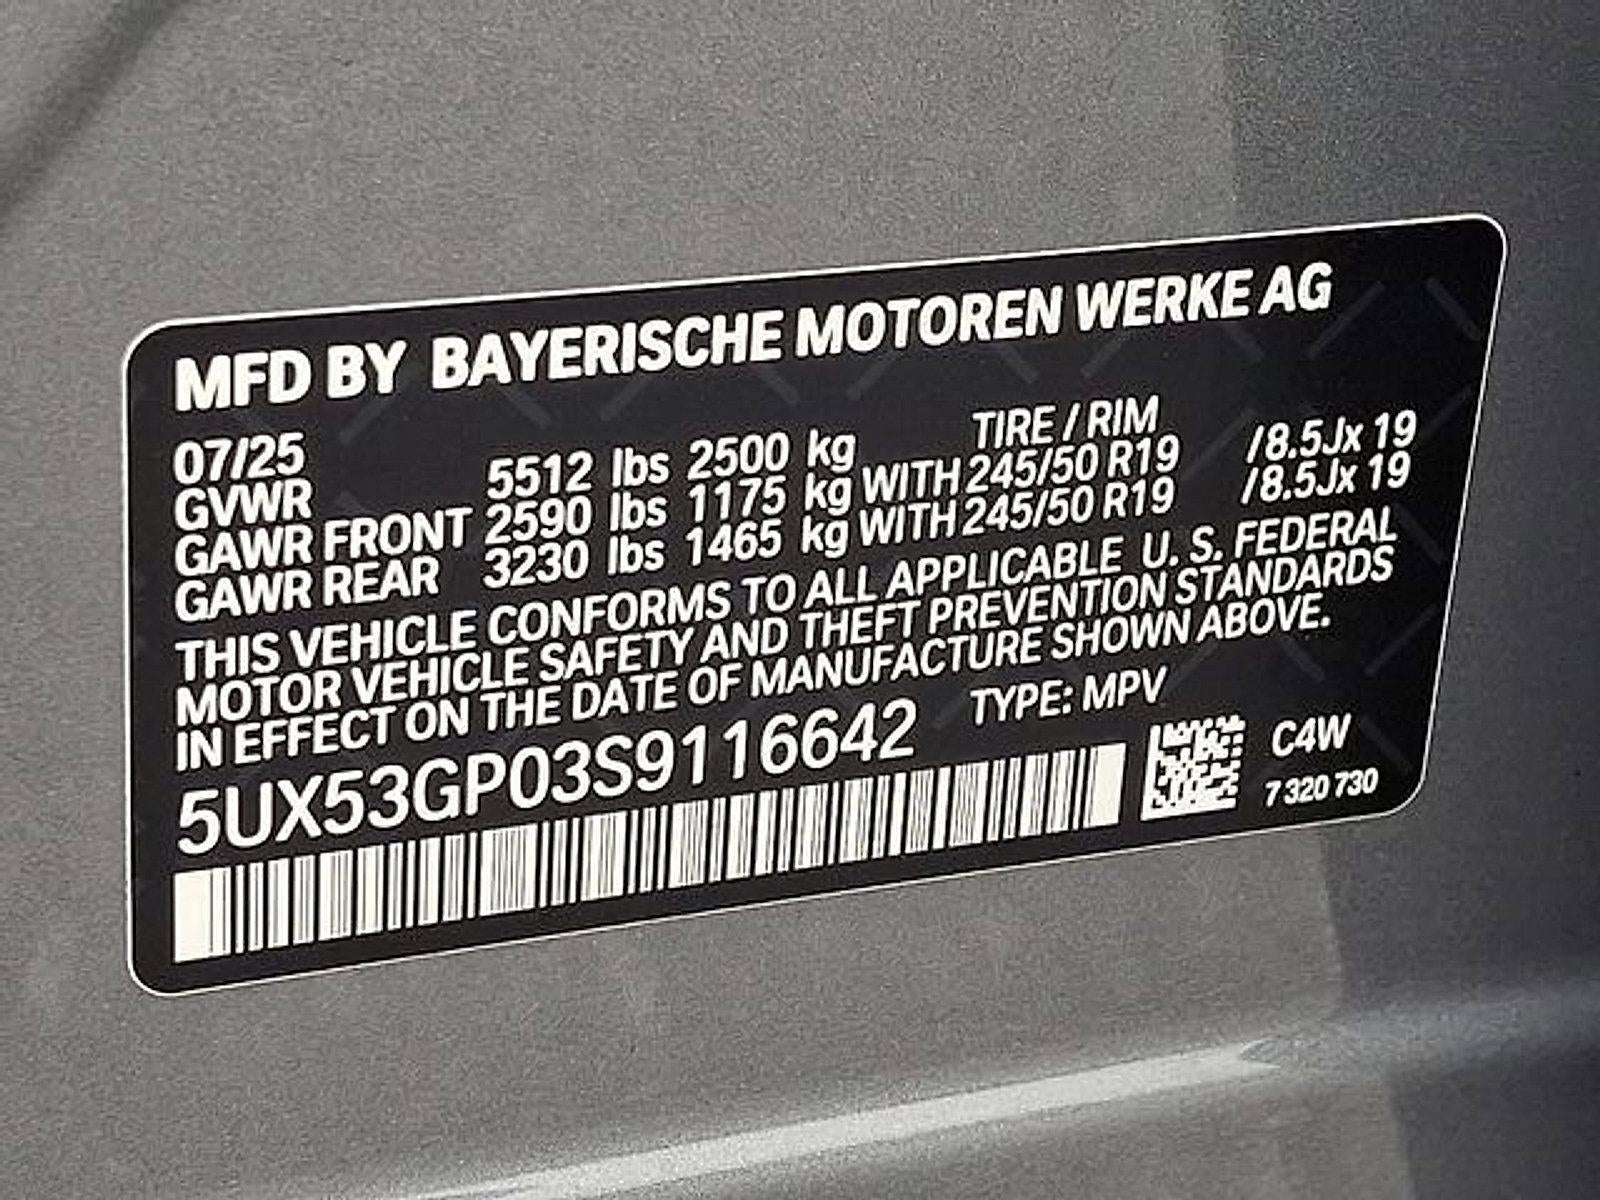 MFD BY BAYERISCHE MOTOREN WERKE AG
07/25 TIRE / RIM
GVWR 5512 lbs 2500 kg
GAWR FRONT 2590 lbs 1175 kg WITH 245/50 R19 /8.5Jx 19
GAWR REAR 3230 lbs 1465 kg WITH 245/50 R19 /8.5Jx 19
THIS VEHICLE CONFORMS TO ALL APPLICABLE U. S. FEDERAL
MOTOR VEHICLE SAFETY AND THEFT PREVENTION STANDARDS
IN EFFECT ON THE DATE OF MANUFACTURE SHOWN ABOVE.
5UX53GP03S9116642 TYPE: MPV
C4W
7 320 730